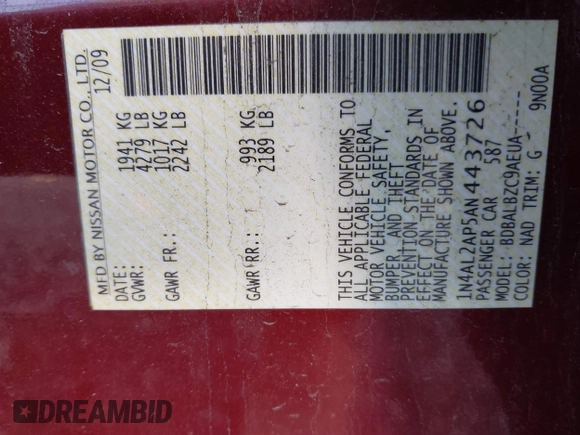 MFD BY NISSAN MOTOR CO., LTD.
DATE: 12/09
GVWR: 1941 KG
4279 LB
GAWR FR.: 1017 KG
2242 LB
GAWR RR.: 993 KG
2189 LB
THIS VEHICLE CONFORMS TO
ALL APPLICABLE FEDERAL
MOTOR VEHICLE SAFETY,
BUMPER AND THEFT
PREVENTION STANDARDS IN
EFFECT ON THE DATE OF
MANUFACTURE SHOWN ABOVE.
1N4AL2AP5AN443726
PASSENGER CAR 587
MODEL: BDBALBZC9AEUA-----
COLOR: NAD TRIM: G 9N00A
DREAMBID